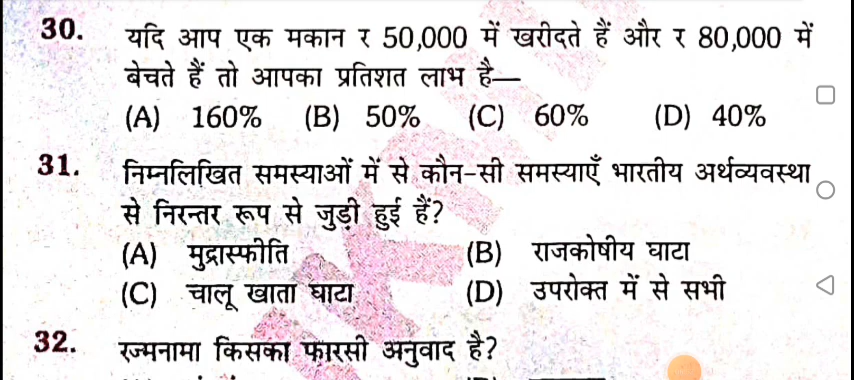 30. यदि आप एक मकान ₹ 50,000 में खरीदते हैं और ₹ 80,000 में
बेचते हैं तो आपका प्रतिशत लाभ है—
(A) 160% (B) 50% (C) 60% (D) 40%
31. निम्नलिखित समस्याओं में से कौन-सी समस्याएँ भारतीय अर्थव्यवस्था
से निरन्तर रूप से जुड़ी हुई हैं?
(A) मुद्रास्फीति (B) राजकोषीय घाटा
(C) चालू खाता घाटा (D) उपरोक्त में से सभी
32. रज्मनामा किसका फारसी अनुवाद है?